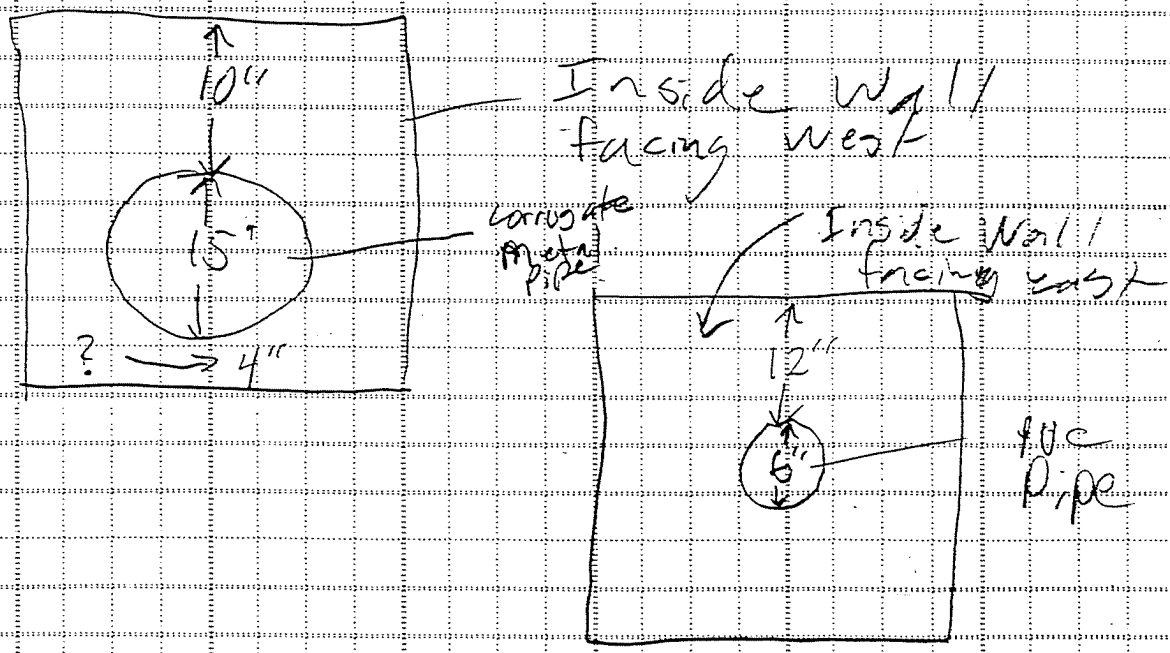 10"
Inside Wall
facing West
15"
corrugate
metal
pipe
? 4"
Inside Wall
facing east
12"
6"
PVC
Pipe